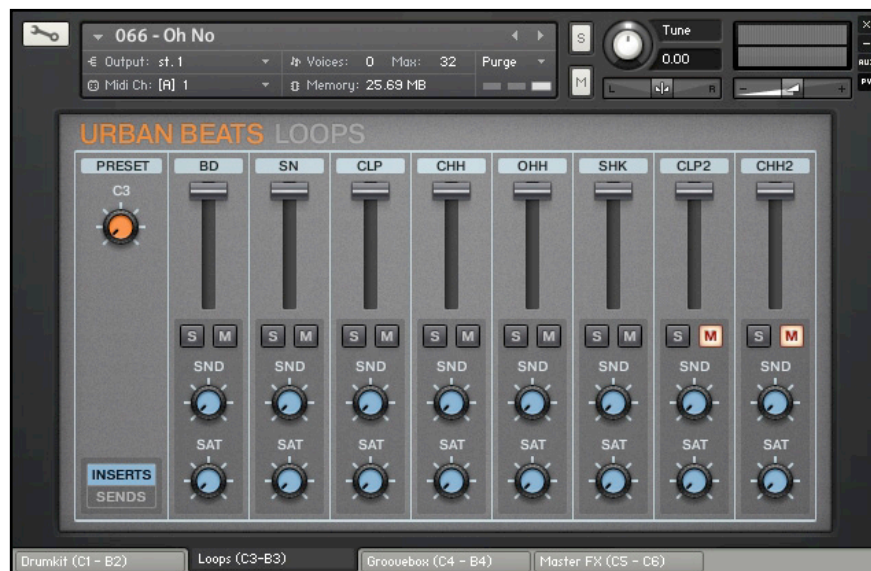 066 - Oh No
Output: st. 1 Voices: 0 Max: 32 Purge
Midi Ch: [A] 1 Memory: 25.69 MB
S
M
Tune
0.00
L R
- +
×
-
AUX
PV
URBAN BEATS LOOPS
PRESET BD SN CLP CHH OHH SHK CLP2 CHH2
C3
S M S M S M S M S M S M S M S M
SND SND SND SND SND SND SND SND
SAT SAT SAT SAT SAT SAT SAT SAT
INSERTS
SENDS
Drumkit (C1 - B2) Loops (C3-B3) Groovebox (C4 - B4) Master FX (C5 - C6)